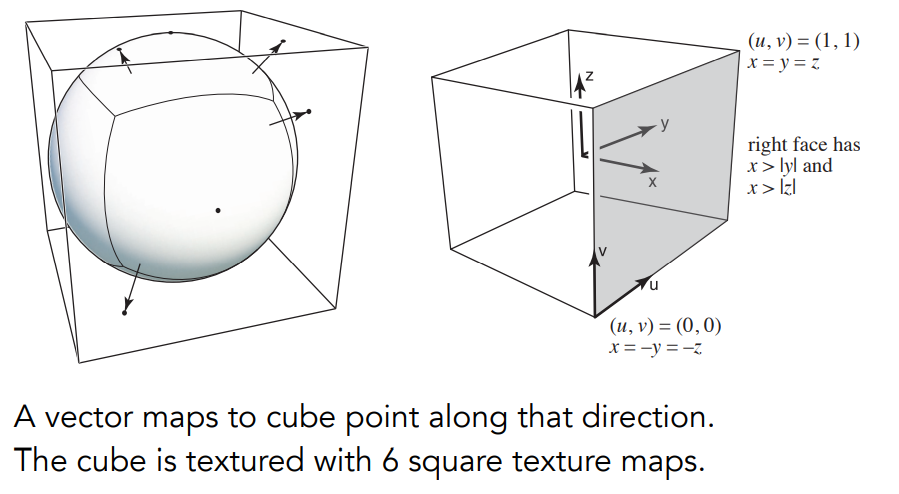 (u, v) = (1, 1)
x = y = z
z
y
x
right face has
x > |y| and
x > |z|
v
u
(u, v) = (0, 0)
x = –y = –z
A vector maps to cube point along that direction.
The cube is textured with 6 square texture maps.